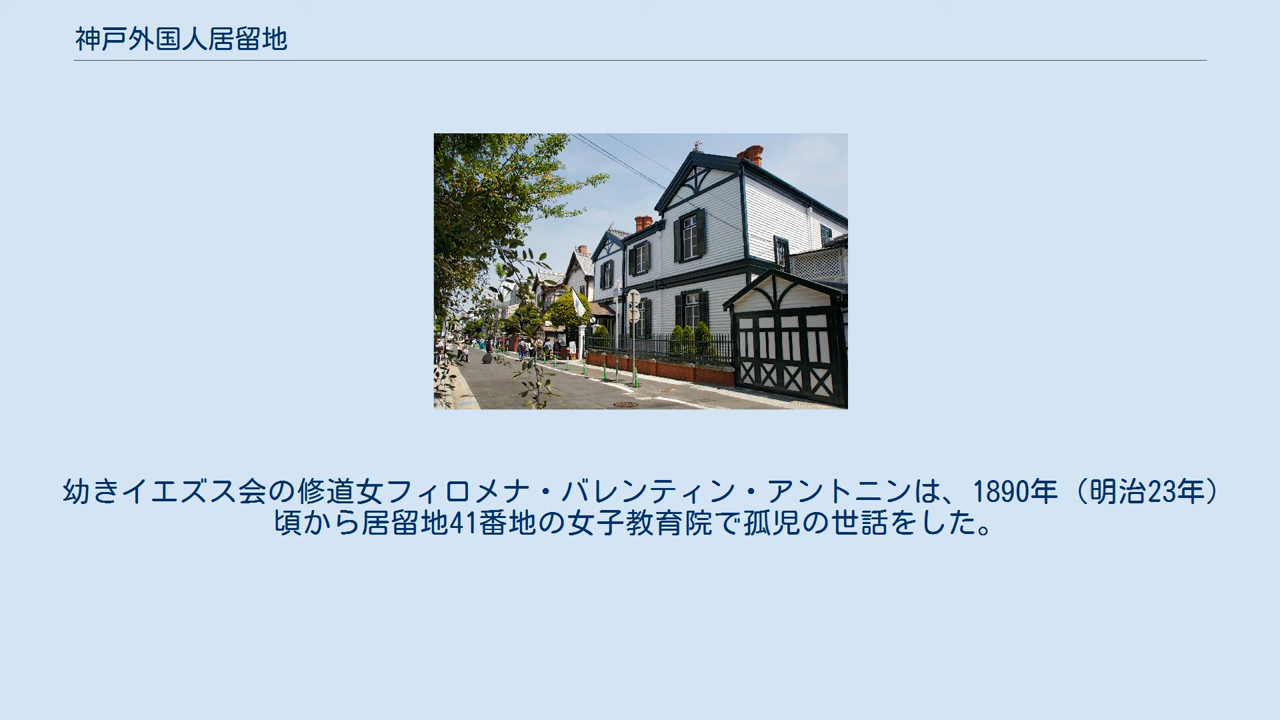 神戸外国人居留地
幼きイエズス会の修道女フィロメナ・バレンティン・アントニンは、1890年（明治23年）
頃から居留地41番地の女子教育院で孤児の世話をした。